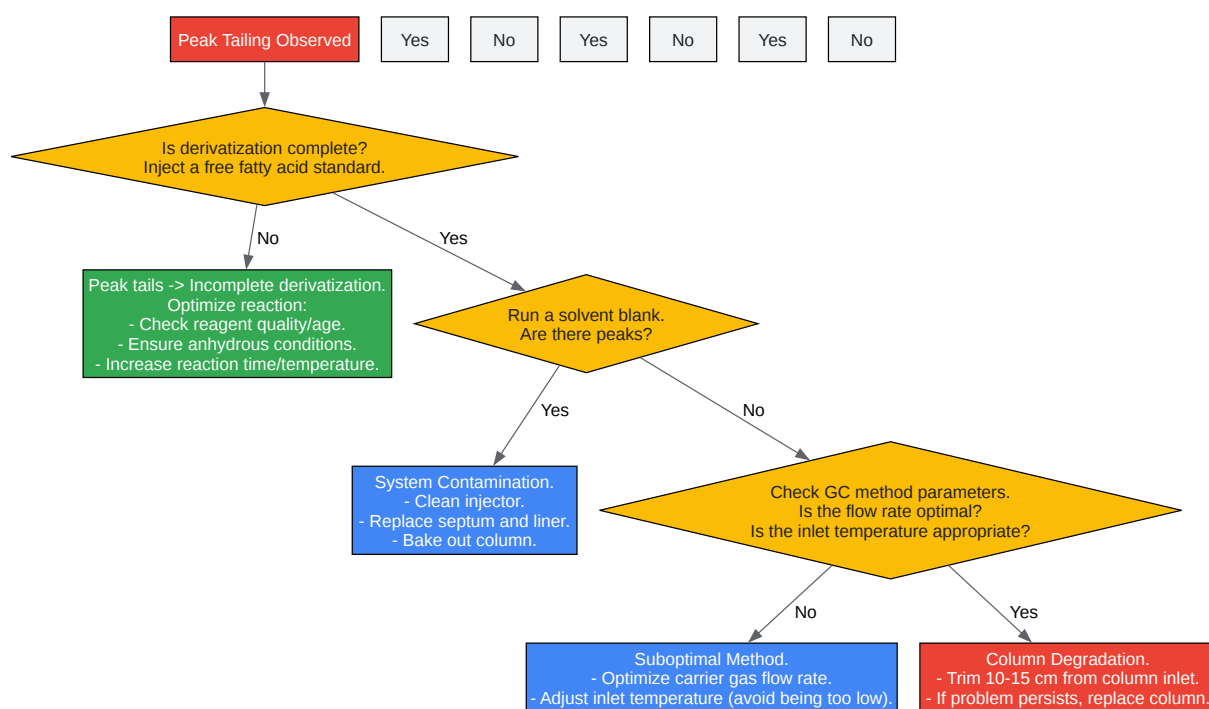 Peak Tailing Observed
Yes
No
Yes
No
Yes
No
Is derivatization complete?
Inject a free fatty acid standard.
No
Yes
Peak tails -> Incomplete derivatization.
Optimize reaction:
- Check reagent quality/age.
- Ensure anhydrous conditions.
- Increase reaction time/temperature.
Run a solvent blank.
Are there peaks?
Yes
No
System Contamination.
- Clean injector.
- Replace septum and liner.
- Bake out column.
Check GC method parameters.
Is the flow rate optimal?
Is the inlet temperature appropriate?
No
Yes
Suboptimal Method.
- Optimize carrier gas flow rate.
- Adjust inlet temperature (avoid being too low).
Column Degradation.
- Trim 10-15 cm from column inlet.
- If problem persists, replace column.